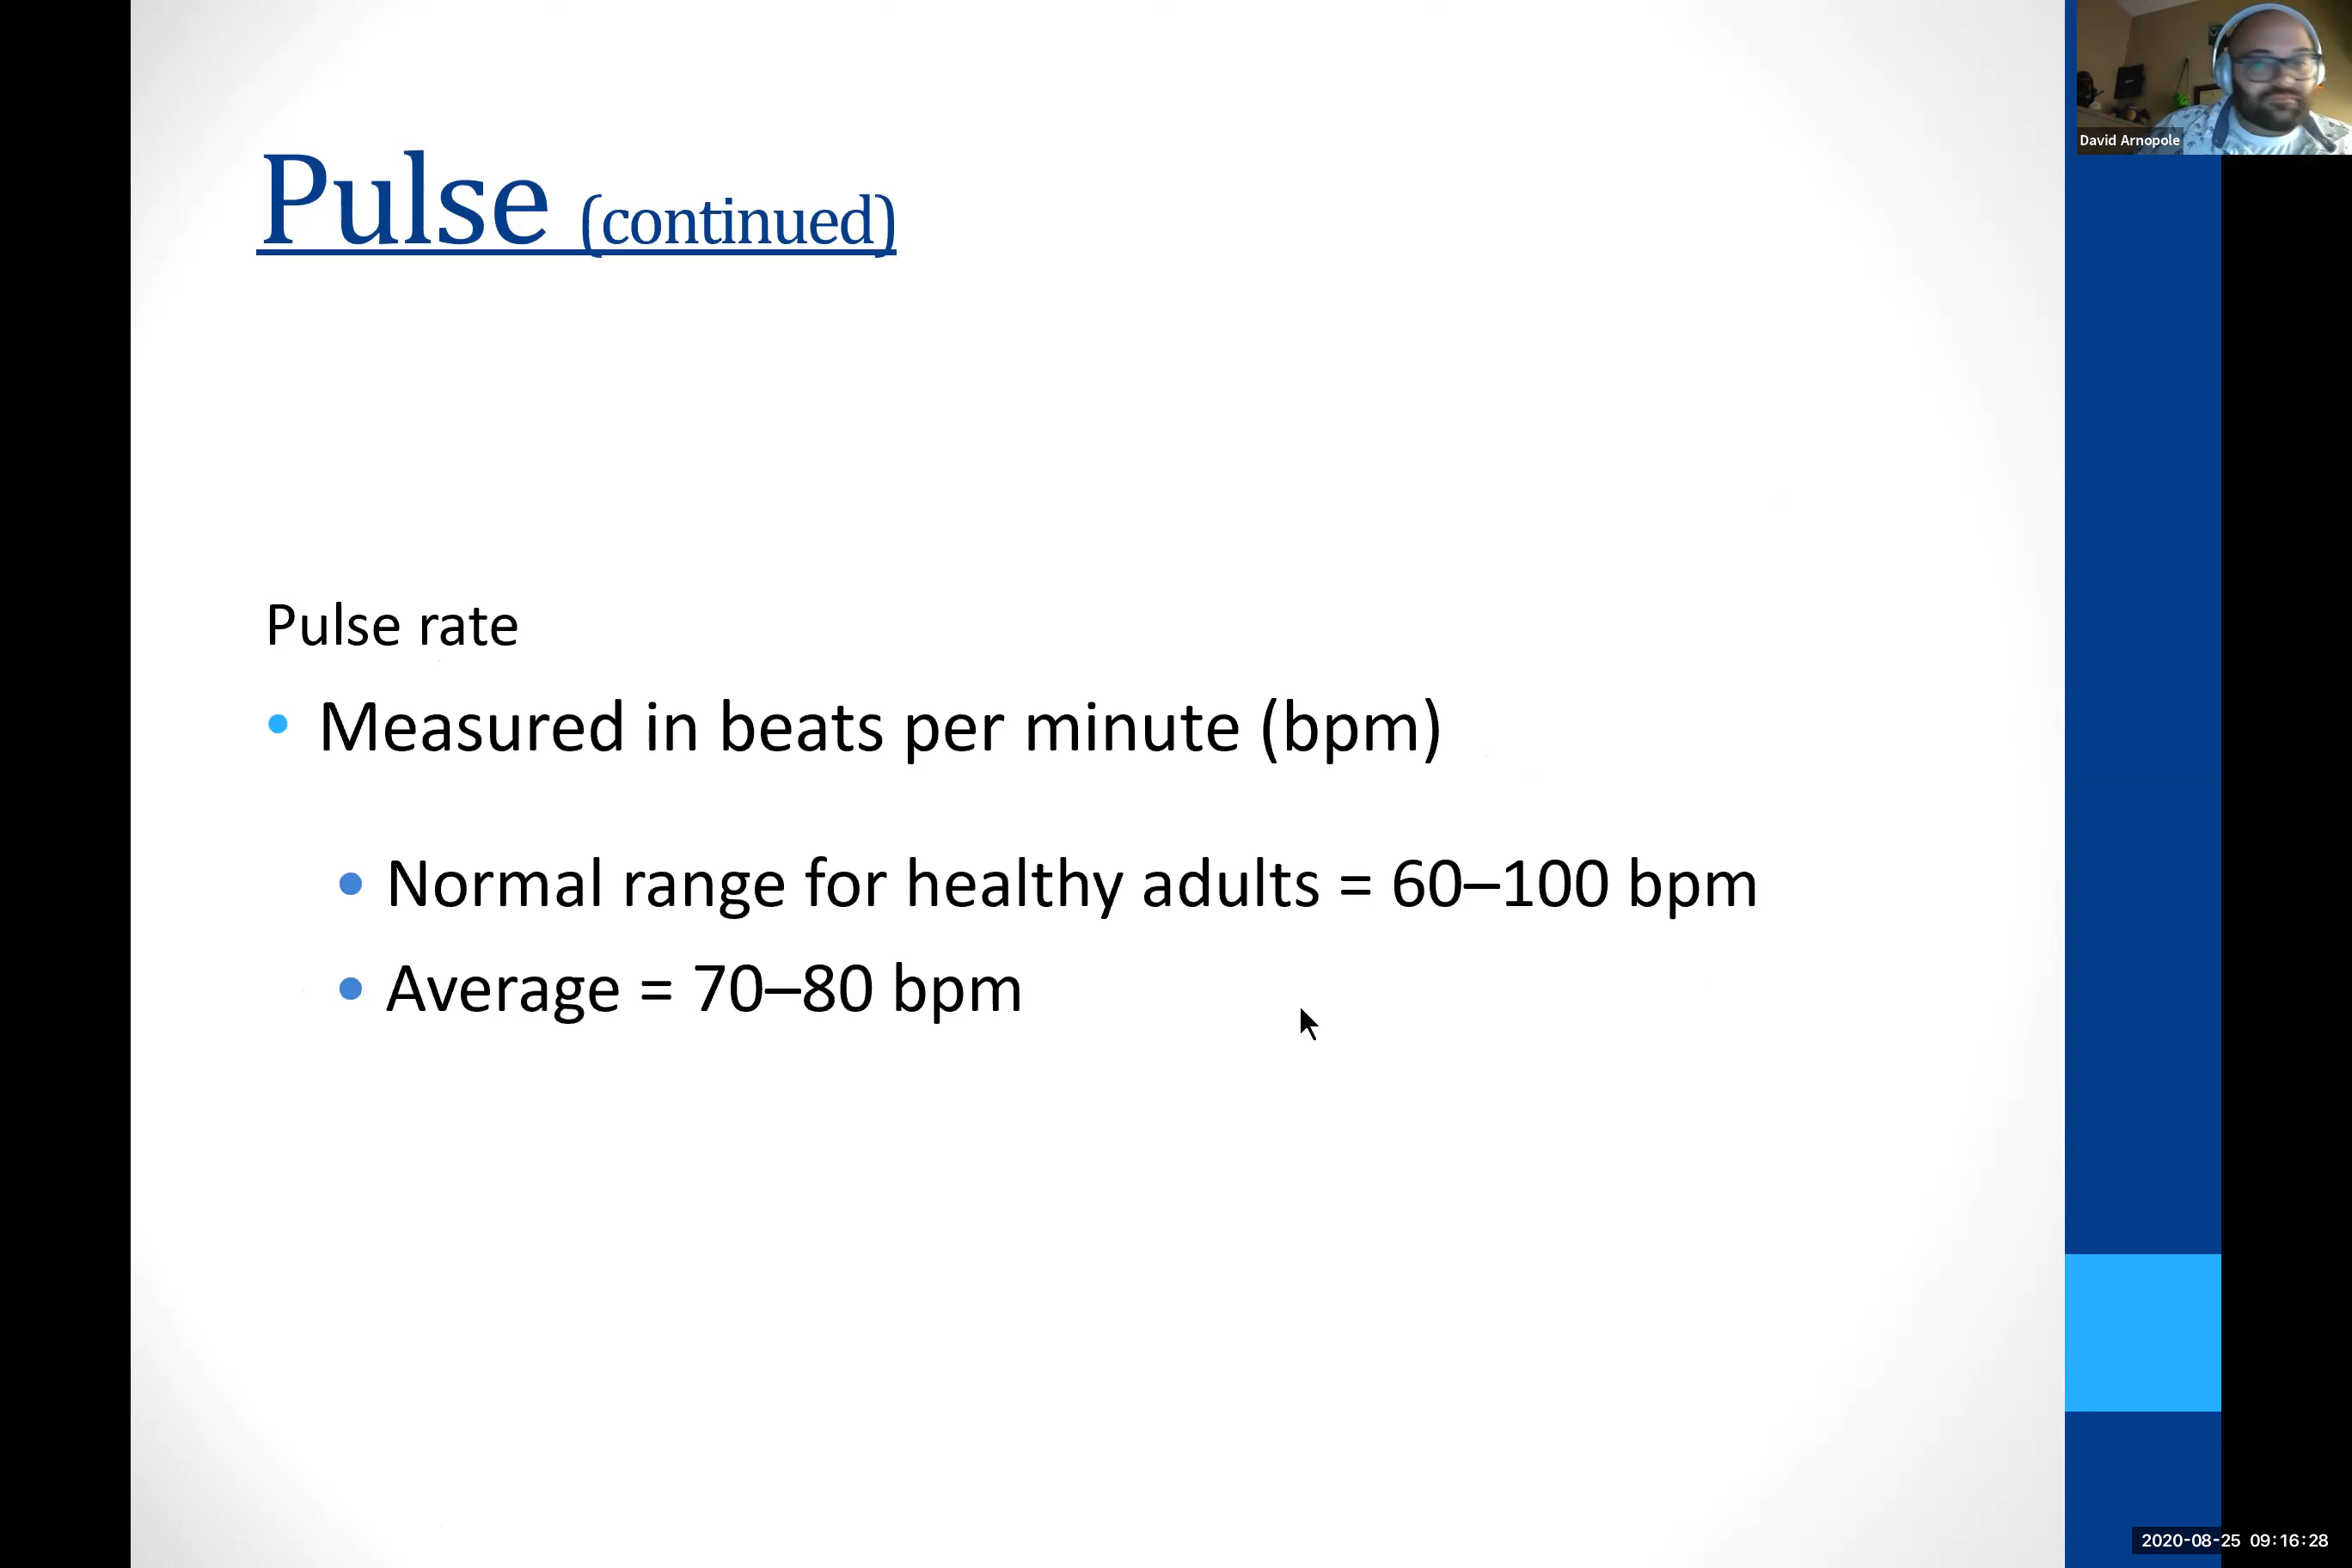 David Arnopole
Pulse (continued)
Pulse rate
• Measured in beats per minute (bpm)
• Normal range for healthy adults = 60–100 bpm
• Average = 70–80 bpm
2020-08-25 09:16:28